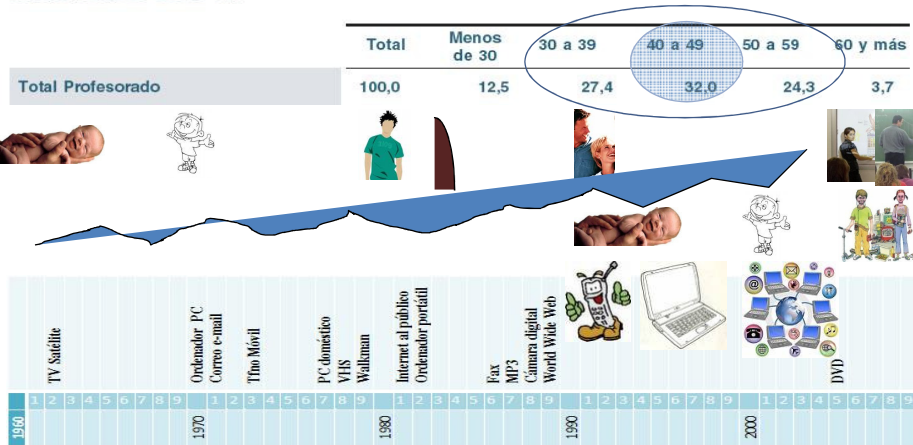 Total Menos de 30 30 a 39 40 a 49 50 a 59 60 y más
Total Profesorado 100,0 12,5 27,4 32,0 24,3 3,7
TV Satélite
Ordenador PC
Correo e-mail
Tfno Móvil
PC doméstico
VHS
Walkman
Internet al público
Ordenador portátil
Fax
MP3
Cámara digital
World Wide Web
DVD
1 2 3 4 5 6 7 8 9 1 2 3 4 5 6 7 8 9 1 2 3 4 5 6 7 8 9 1 2 3 4 5 6 7 8 9 1 2 3 4 5 6 7 8 9
1960 1970 1980 1990 2000